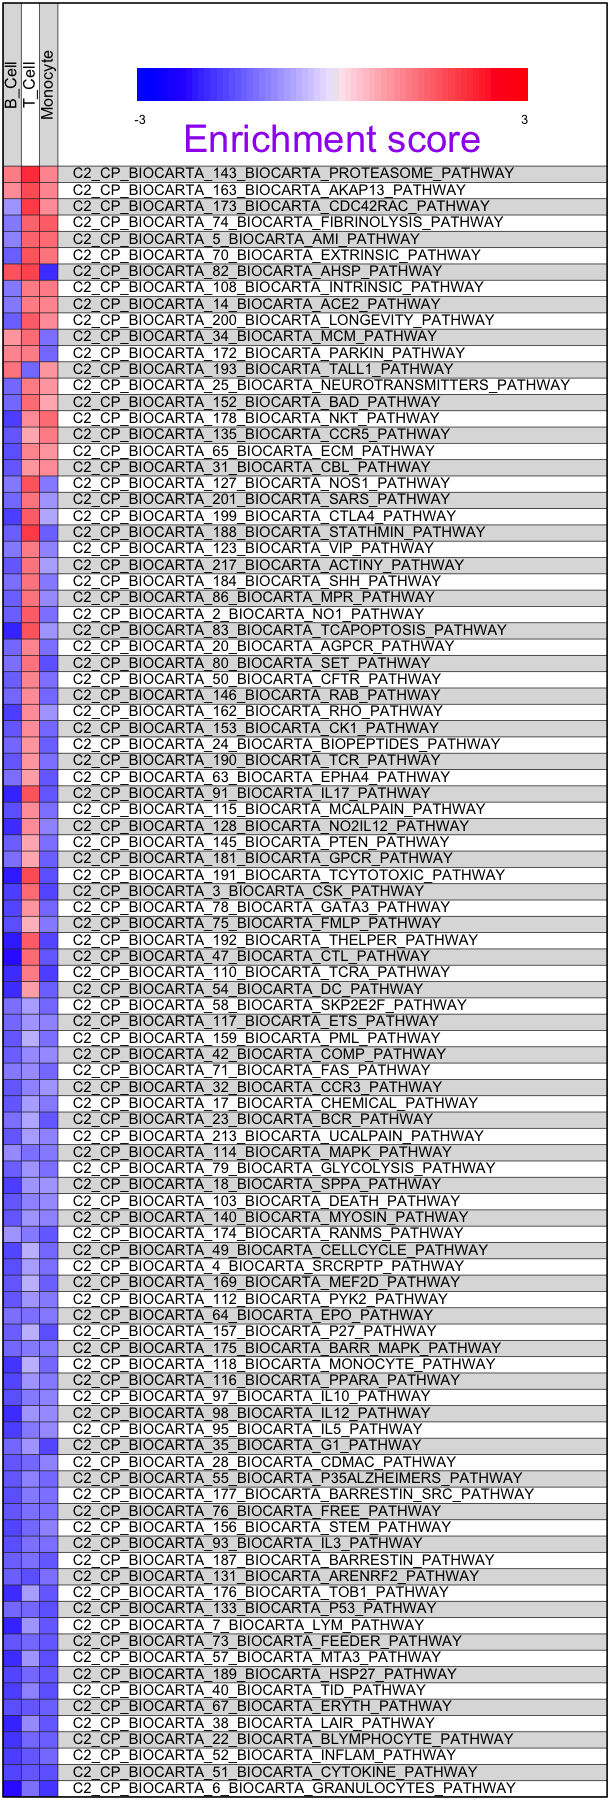 B_Cell
T_Cell
Monocyte
-3
3
Enrichment score
C2_CP_BIOCARTA_143_BIOCARTA_PROTEASOME_PATHWAY
C2_CP_BIOCARTA_163_BIOCARTA_AKAP13_PATHWAY
C2_CP_BIOCARTA_173_BIOCARTA_CDC42RAC_PATHWAY
C2_CP_BIOCARTA_74_BIOCARTA_FIBRINOLYSIS_PATHWAY
C2_CP_BIOCARTA_5_BIOCARTA_AMI_PATHWAY
C2_CP_BIOCARTA_70_BIOCARTA_EXTRINSIC_PATHWAY
C2_CP_BIOCARTA_82_BIOCARTA_AHSP_PATHWAY
C2_CP_BIOCARTA_108_BIOCARTA_INTRINSIC_PATHWAY
C2_CP_BIOCARTA_14_BIOCARTA_ACE2_PATHWAY
C2_CP_BIOCARTA_200_BIOCARTA_LONGEVITY_PATHWAY
C2_CP_BIOCARTA_34_BIOCARTA_MCM_PATHWAY
C2_CP_BIOCARTA_172_BIOCARTA_PARKIN_PATHWAY
C2_CP_BIOCARTA_193_BIOCARTA_TALL1_PATHWAY
C2_CP_BIOCARTA_25_BIOCARTA_NEUROTRANSMITTERS_PATHWAY
C2_CP_BIOCARTA_152_BIOCARTA_BAD_PATHWAY
C2_CP_BIOCARTA_178_BIOCARTA_NKT_PATHWAY
C2_CP_BIOCARTA_135_BIOCARTA_CCR5_PATHWAY
C2_CP_BIOCARTA_65_BIOCARTA_ECM_PATHWAY
C2_CP_BIOCARTA_31_BIOCARTA_CBL_PATHWAY
C2_CP_BIOCARTA_127_BIOCARTA_NOS1_PATHWAY
C2_CP_BIOCARTA_201_BIOCARTA_SARS_PATHWAY
C2_CP_BIOCARTA_199_BIOCARTA_CTLA4_PATHWAY
C2_CP_BIOCARTA_188_BIOCARTA_STATHMIN_PATHWAY
C2_CP_BIOCARTA_123_BIOCARTA_VIP_PATHWAY
C2_CP_BIOCARTA_217_BIOCARTA_ACTINY_PATHWAY
C2_CP_BIOCARTA_184_BIOCARTA_SHH_PATHWAY
C2_CP_BIOCARTA_86_BIOCARTA_MPR_PATHWAY
C2_CP_BIOCARTA_2_BIOCARTA_NO1_PATHWAY
C2_CP_BIOCARTA_83_BIOCARTA_TCAPOPTOSIS_PATHWAY
C2_CP_BIOCARTA_20_BIOCARTA_AGPCR_PATHWAY
C2_CP_BIOCARTA_80_BIOCARTA_SET_PATHWAY
C2_CP_BIOCARTA_50_BIOCARTA_CFTR_PATHWAY
C2_CP_BIOCARTA_146_BIOCARTA_RAB_PATHWAY
C2_CP_BIOCARTA_162_BIOCARTA_RHO_PATHWAY
C2_CP_BIOCARTA_153_BIOCARTA_CK1_PATHWAY
C2_CP_BIOCARTA_24_BIOCARTA_BIOPEPTIDES_PATHWAY
C2_CP_BIOCARTA_190_BIOCARTA_TCR_PATHWAY
C2_CP_BIOCARTA_63_BIOCARTA_EPHA4_PATHWAY
C2_CP_BIOCARTA_91_BIOCARTA_IL17_PATHWAY
C2_CP_BIOCARTA_115_BIOCARTA_MCALPAIN_PATHWAY
C2_CP_BIOCARTA_128_BIOCARTA_NO2IL12_PATHWAY
C2_CP_BIOCARTA_145_BIOCARTA_PTEN_PATHWAY
C2_CP_BIOCARTA_181_BIOCARTA_GPCR_PATHWAY
C2_CP_BIOCARTA_191_BIOCARTA_TCYTOTOXIC_PATHWAY
C2_CP_BIOCARTA_3_BIOCARTA_CSK_PATHWAY
C2_CP_BIOCARTA_78_BIOCARTA_GATA3_PATHWAY
C2_CP_BIOCARTA_75_BIOCARTA_FMLP_PATHWAY
C2_CP_BIOCARTA_192_BIOCARTA_THELPER_PATHWAY
C2_CP_BIOCARTA_47_BIOCARTA_CTL_PATHWAY
C2_CP_BIOCARTA_110_BIOCARTA_TCRA_PATHWAY
C2_CP_BIOCARTA_54_BIOCARTA_DC_PATHWAY
C2_CP_BIOCARTA_58_BIOCARTA_SKP2E2F_PATHWAY
C2_CP_BIOCARTA_117_BIOCARTA_ETS_PATHWAY
C2_CP_BIOCARTA_159_BIOCARTA_PML_PATHWAY
C2_CP_BIOCARTA_42_BIOCARTA_COMP_PATHWAY
C2_CP_BIOCARTA_71_BIOCARTA_FAS_PATHWAY
C2_CP_BIOCARTA_32_BIOCARTA_CCR3_PATHWAY
C2_CP_BIOCARTA_17_BIOCARTA_CHEMICAL_PATHWAY
C2_CP_BIOCARTA_23_BIOCARTA_BCR_PATHWAY
C2_CP_BIOCARTA_213_BIOCARTA_UCALPAIN_PATHWAY
C2_CP_BIOCARTA_114_BIOCARTA_MAPK_PATHWAY
C2_CP_BIOCARTA_79_BIOCARTA_GLYCOLYSIS_PATHWAY
C2_CP_BIOCARTA_18_BIOCARTA_SPPA_PATHWAY
C2_CP_BIOCARTA_103_BIOCARTA_DEATH_PATHWAY
C2_CP_BIOCARTA_140_BIOCARTA_MYOSIN_PATHWAY
C2_CP_BIOCARTA_174_BIOCARTA_RANMS_PATHWAY
C2_CP_BIOCARTA_49_BIOCARTA_CELLCYCLE_PATHWAY
C2_CP_BIOCARTA_4_BIOCARTA_SRCRPTP_PATHWAY
C2_CP_BIOCARTA_169_BIOCARTA_MEF2D_PATHWAY
C2_CP_BIOCARTA_112_BIOCARTA_PYK2_PATHWAY
C2_CP_BIOCARTA_64_BIOCARTA_EPO_PATHWAY
C2_CP_BIOCARTA_157_BIOCARTA_P27_PATHWAY
C2_CP_BIOCARTA_175_BIOCARTA_BARR_MAPK_PATHWAY
C2_CP_BIOCARTA_118_BIOCARTA_MONOCYTE_PATHWAY
C2_CP_BIOCARTA_116_BIOCARTA_PPARA_PATHWAY
C2_CP_BIOCARTA_97_BIOCARTA_IL10_PATHWAY
C2_CP_BIOCARTA_98_BIOCARTA_IL12_PATHWAY
C2_CP_BIOCARTA_95_BIOCARTA_IL5_PATHWAY
C2_CP_BIOCARTA_35_BIOCARTA_G1_PATHWAY
C2_CP_BIOCARTA_28_BIOCARTA_CDMAC_PATHWAY
C2_CP_BIOCARTA_55_BIOCARTA_P35ALZHEIMERS_PATHWAY
C2_CP_BIOCARTA_177_BIOCARTA_BARRESTIN_SRC_PATHWAY
C2_CP_BIOCARTA_76_BIOCARTA_FREE_PATHWAY
C2_CP_BIOCARTA_156_BIOCARTA_STEM_PATHWAY
C2_CP_BIOCARTA_93_BIOCARTA_IL3_PATHWAY
C2_CP_BIOCARTA_187_BIOCARTA_BARRESTIN_PATHWAY
C2_CP_BIOCARTA_131_BIOCARTA_ARENRF2_PATHWAY
C2_CP_BIOCARTA_176_BIOCARTA_TOB1_PATHWAY
C2_CP_BIOCARTA_133_BIOCARTA_P53_PATHWAY
C2_CP_BIOCARTA_7_BIOCARTA_LYM_PATHWAY
C2_CP_BIOCARTA_73_BIOCARTA_FEEDER_PATHWAY
C2_CP_BIOCARTA_57_BIOCARTA_MTA3_PATHWAY
C2_CP_BIOCARTA_189_BIOCARTA_HSP27_PATHWAY
C2_CP_BIOCARTA_40_BIOCARTA_TID_PATHWAY
C2_CP_BIOCARTA_67_BIOCARTA_ERYTH_PATHWAY
C2_CP_BIOCARTA_38_BIOCARTA_LAIR_PATHWAY
C2_CP_BIOCARTA_22_BIOCARTA_BLYMPHOCYTE_PATHWAY
C2_CP_BIOCARTA_52_BIOCARTA_INFLAM_PATHWAY
C2_CP_BIOCARTA_51_BIOCARTA_CYTOKINE_PATHWAY
C2_CP_BIOCARTA_6_BIOCARTA_GRANULOCYTES_PATHWAY